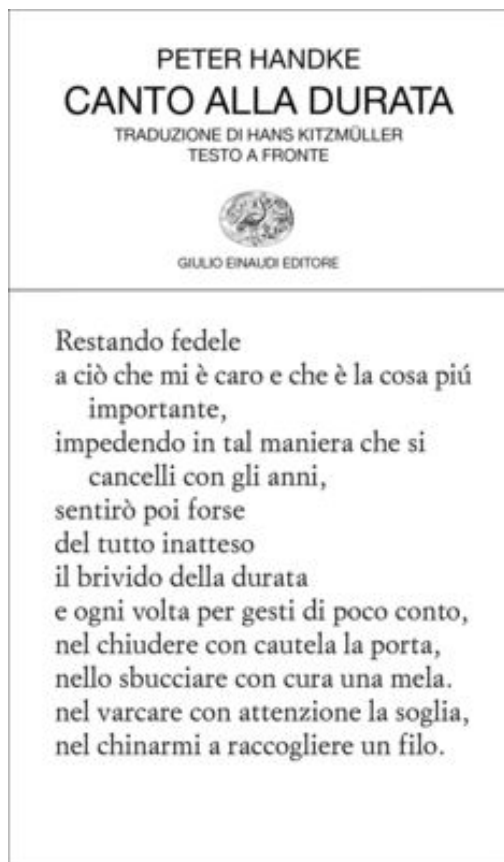 PETER HANDKE
CANTO ALLA DURATA
TRADUZIONE DI HANS KITZMÜLLER
TESTO A FRONTE
GIULIO EINAUDI EDITORE
Restando fedele
a ciò che mi è caro e che è la cosa piú
importante,
impedendo in tal maniera che si
cancelli con gli anni,
sentirò poi forse
del tutto inatteso
il brivido della durata
e ogni volta per gesti di poco conto,
nel chiudere con cautela la porta,
nello sbucciare con cura una mela.
nel varcare con attenzione la soglia,
nel chinarmi a raccogliere un filo.